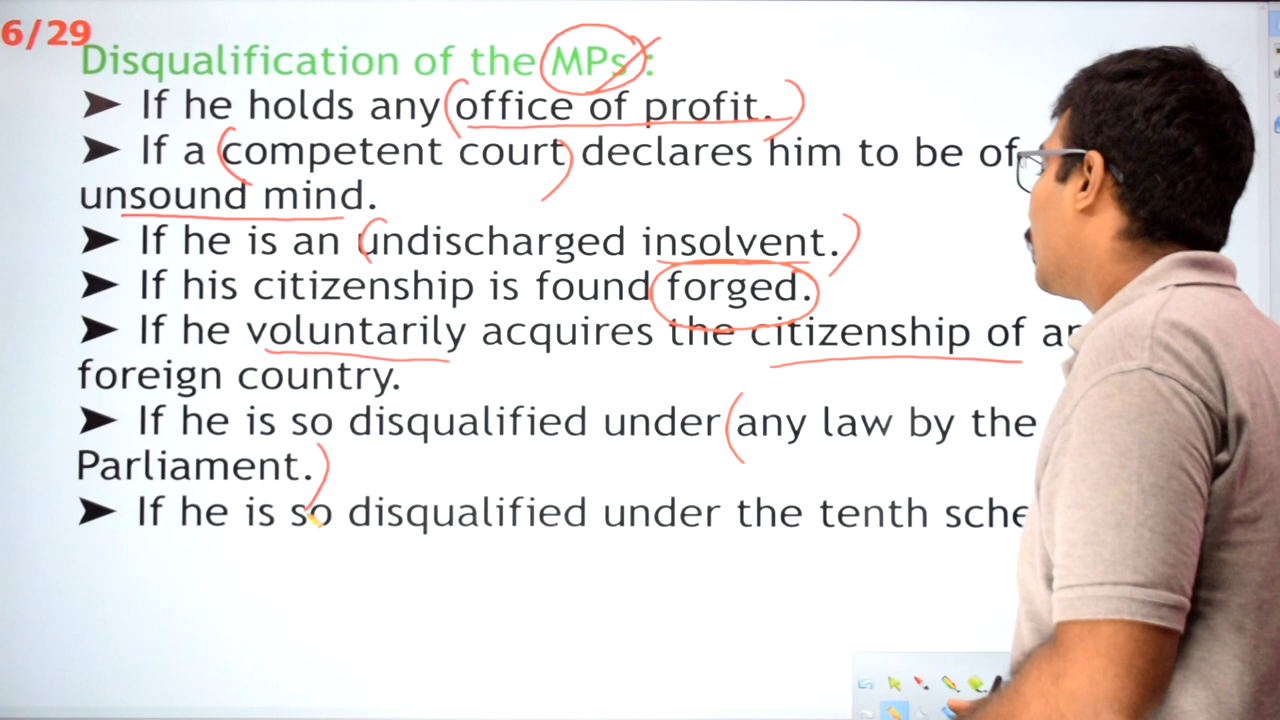 6/29
Disqualification of the MPs :
➤ If he holds any office of profit.
➤ If a competent court declares him to be of
unsound mind.
➤ If he is an undischarged insolvent.
➤ If his citizenship is found forged.
➤ If he voluntarily acquires the citizenship of
foreign country.
➤ If he is so disqualified under any law by the
Parliament.
➤ If he is so disqualified under the tenth